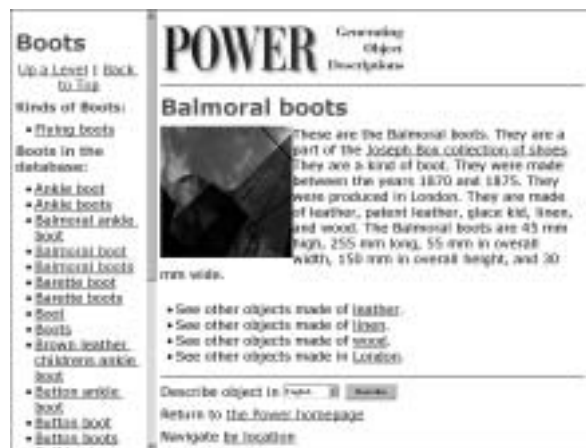 Boots
Up a Level | Back
to Top
Kinds of Boots:
Flying boots
Boots in the
database:
Ankle boot
Ankle boots
Balmoral ankle
boot
Balmoral boot
Balmoral boots
Barette boot
Barette boots
Boot
Boots
Brown leather
childrens ankle
boot
Button ankle
boot
Button boot
Button boots
POWER
Generating
Object
Descriptions
Balmoral boots
These are the Balmoral boots. They are a
part of the Joseph Box collection of shoes.
They are a kind of boot. They were made
between the years 1870 and 1875. They
were produced in London. They are made
of leather, patent leather, glace kid, linen,
and wood. The Balmoral boots are 45 mm
high, 255 mm long, 55 mm in overall
width, 150 mm in overall height, and 30
mm wide.
See other objects made of leather.
See other objects made of linen.
See other objects made of wood.
See other objects made in London.
Describe object in English
Return to the Power homepage
Navigate by location